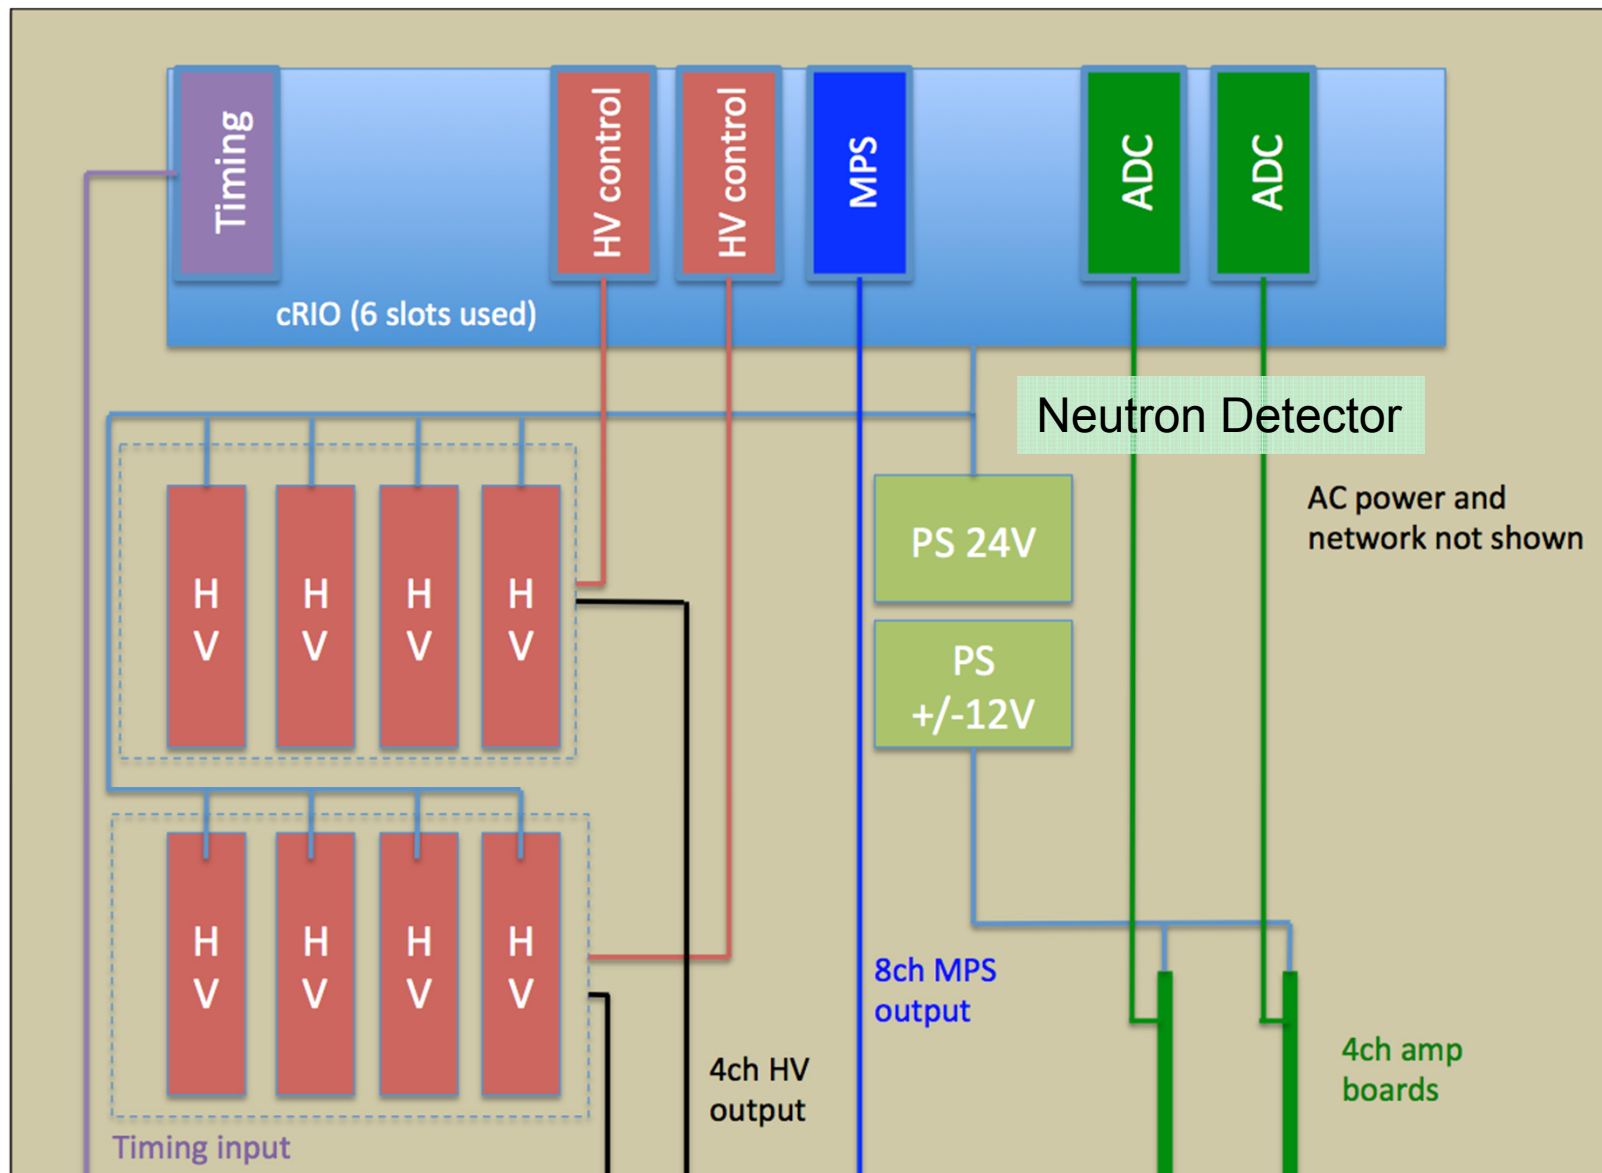 Timing
HV control
HV control
MPS
ADC
ADC
cRIO (6 slots used)
Neutron Detector
AC power and
network not shown
H
V
H
V
H
V
H
V
PS 24V
PS
+/-12V
H
V
H
V
H
V
H
V
8ch MPS
output
4ch HV
output
4ch amp
boards
Timing input